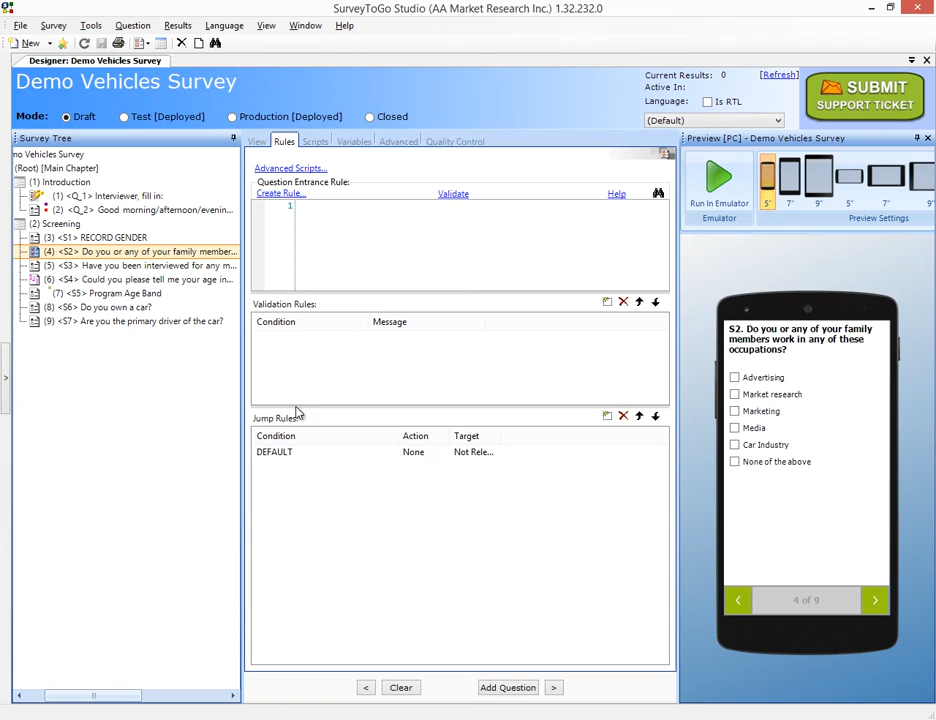 SurveyToGo Studio (AA Market Research Inc.) 1.32.232.0
File Survey Tools Question Results Language View Window Help
New
Designer: Demo Vehicles Survey
Demo Vehicles Survey
Current Results: 0 [Refresh]
Active In:
Language: Is RTL
(Default)
SUBMIT
SUPPORT TICKET
Mode: Draft Test [Deployed] Production [Deployed] Closed
Survey Tree
no Vehicles Survey
(Root) [Main Chapter]
(1) Introduction
(1) <Q_1> Interviewer, fill in:
(2) <Q_2> Good morning/afternoon/evenin...
(2) Screening
(3) <S1> RECORD GENDER
(4) <S2> Do you or any of your family member...
(5) <S3> Have you been interviewed for any m...
(6) <S4> Could you please tell me your age in...
(7) <S5> Program Age Band
(8) <S6> Do you own a car?
(9) <S7> Are you the primary driver of the car?
View Rules Scripts Variables Advanced Quality Control
Advanced Scripts...
Question Entrance Rule:
Create Rule... Validate Help
1
Validation Rules:
Condition Message
Jump Rules:
Condition Action Target
DEFAULT None Not Rele...
< Clear Add Question >
Preview [PC] - Demo Vehicles Survey
Run In Emulator
5" 7" 9" 5" 7" 9"
Emulator Preview Settings
S2. Do you or any of your family
members work in any of these
occupations?
Advertising
Market research
Marketing
Media
Car Industry
None of the above
4 of 9